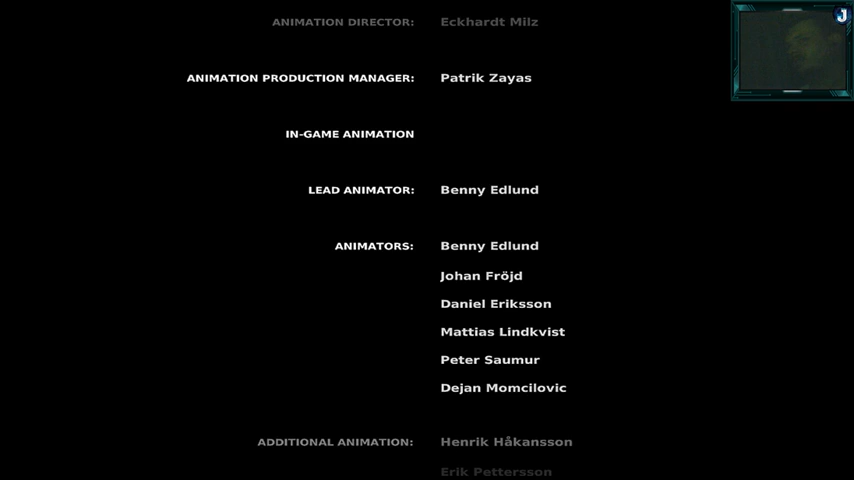 ANIMATION DIRECTOR: Eckhardt Milz
ANIMATION PRODUCTION MANAGER: Patrik Zayas
IN-GAME ANIMATION
LEAD ANIMATOR: Benny Edlund
ANIMATORS: Benny Edlund
Johan Fröjd
Daniel Eriksson
Mattias Lindkvist
Peter Saumur
Dejan Momcilovic
ADDITIONAL ANIMATION: Henrik Håkansson
Erik Pettersson
J